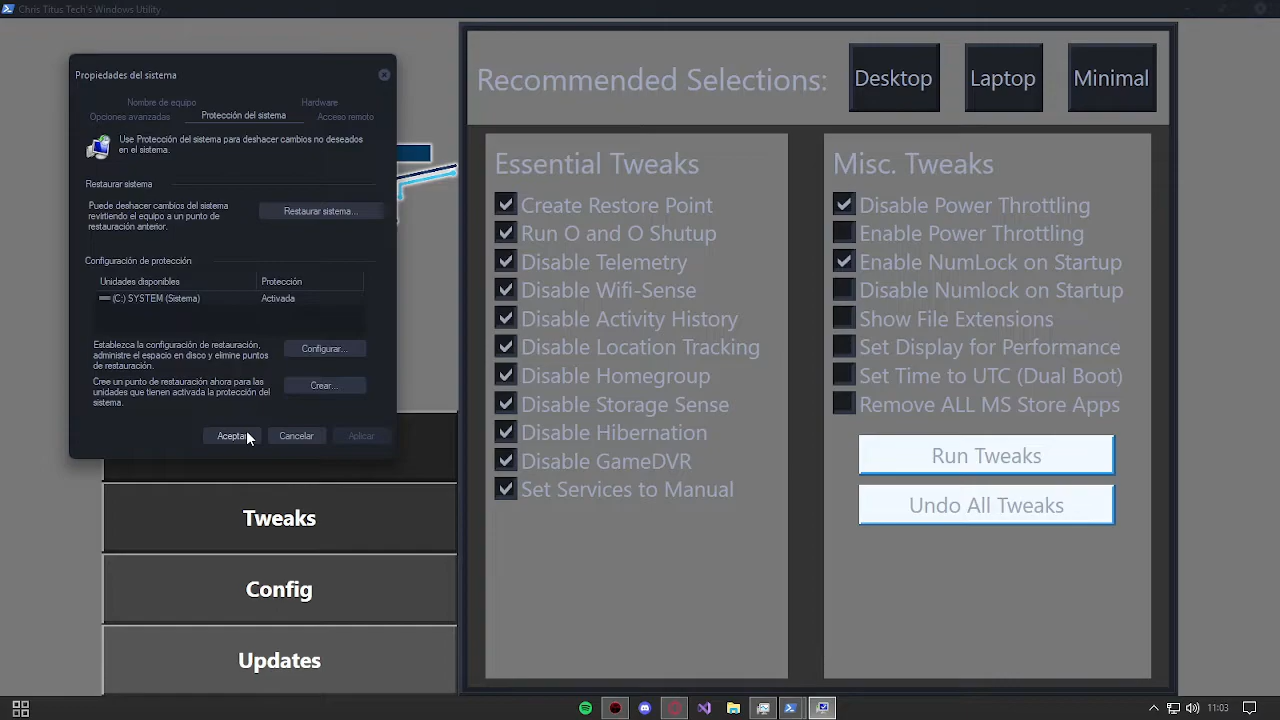 Chris Titus Tech's Windows Utility
Propiedades del sistema
Nombre de equipo
Hardware
Opciones avanzadas
Protección del sistema
Acceso remoto
Use Protección del sistema para deshacer cambios no deseados
en el sistema.
Restaurar sistema
Puede deshacer cambios del sistema
revirtiendo el equipo a un punto de
restauración anterior.
Restaurar sistema...
Configuración de protección
Unidades disponibles
Protección
(C:) SYSTEM (Sistema)
Activada
Establezca la configuración de restauración,
administre el espacio en disco y elimine puntos
de restauración.
Configurar...
Cree un punto de restauración ahora para las
unidades que tienen activada la protección del
sistema.
Crear...
Aceptar
Cancelar
Aplicar
Tweaks
Config
Updates
Recommended Selections:
Desktop
Laptop
Minimal
Essential Tweaks
Create Restore Point
Run O and O Shutup
Disable Telemetry
Disable Wifi-Sense
Disable Activity History
Disable Location Tracking
Disable Homegroup
Disable Storage Sense
Disable Hibernation
Disable GameDVR
Set Services to Manual
Misc. Tweaks
Disable Power Throttling
Enable Power Throttling
Enable NumLock on Startup
Disable Numlock on Startup
Show File Extensions
Set Display for Performance
Set Time to UTC (Dual Boot)
Remove ALL MS Store Apps
Run Tweaks
Undo All Tweaks
11:03